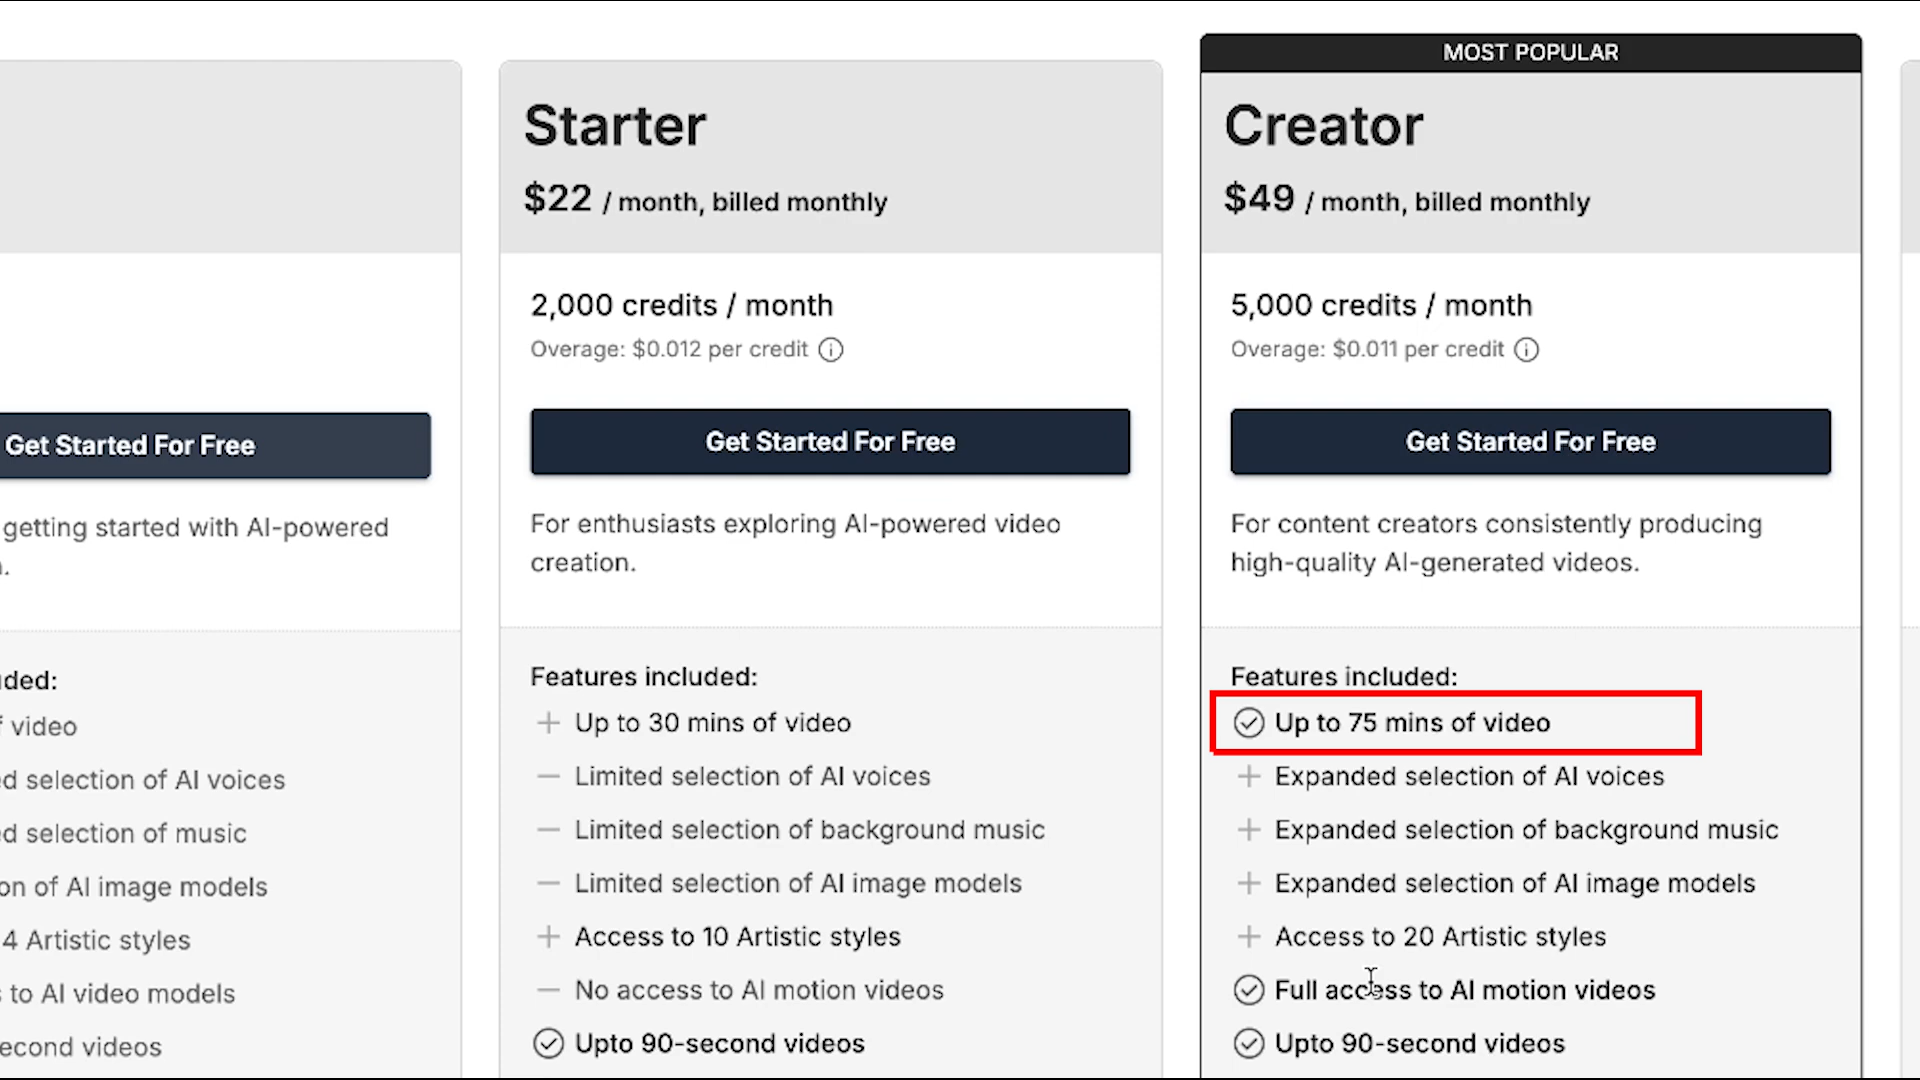 Get Started For Free
getting started with AI-powered
of video
selection of AI voices
selection of music
of AI image models
4 Artistic styles
to AI video models
videos
Starter
$22 / month, billed monthly
2,000 credits / month
Overage: $0.012 per credit
Get Started For Free
For enthusiasts exploring AI-powered video
creation.
Features included:
Up to 30 mins of video
Limited selection of AI voices
Limited selection of background music
Limited selection of AI image models
Access to 10 Artistic styles
No access to AI motion videos
Upto 90-second videos
MOST POPULAR
Creator
$49 / month, billed monthly
5,000 credits / month
Overage: $0.011 per credit
Get Started For Free
For content creators consistently producing
high-quality AI-generated videos.
Features included:
Up to 75 mins of video
Expanded selection of AI voices
Expanded selection of background music
Expanded selection of AI image models
Access to 20 Artistic styles
Full access to AI motion videos
Upto 90-second videos